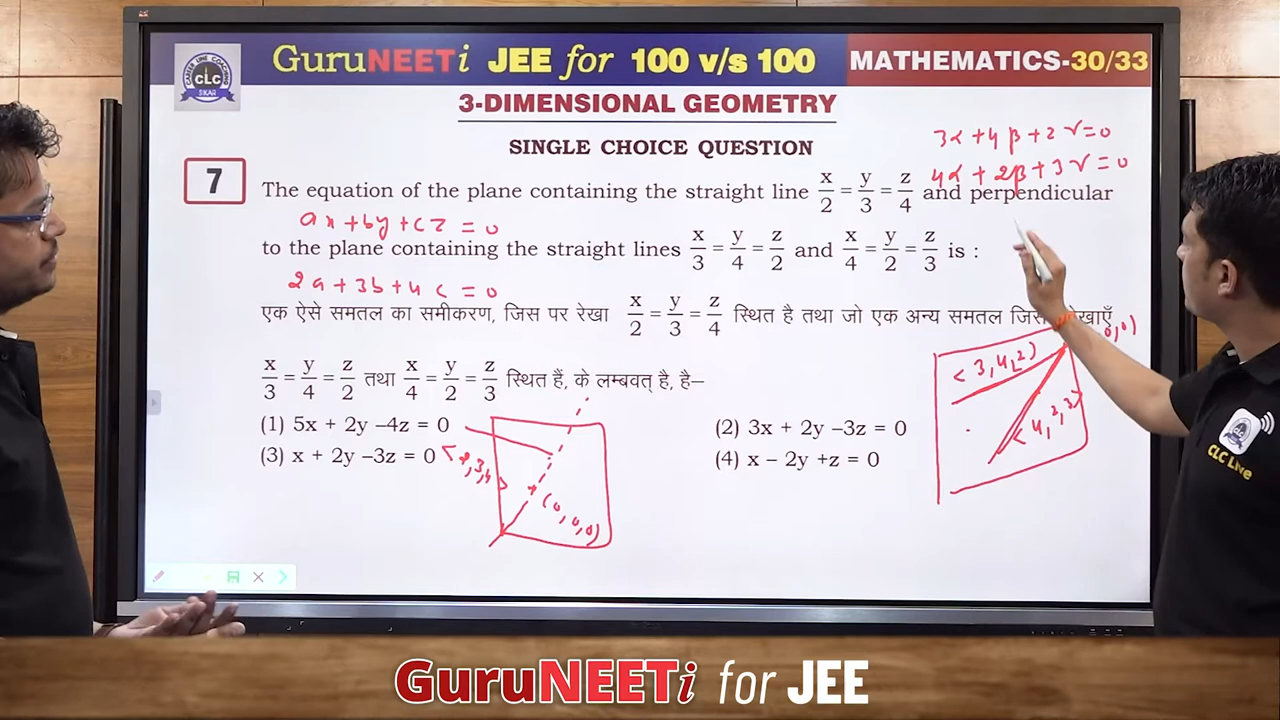 GuruNEETi JEE for 100 v/s 100 MATHEMATICS-30/33
CAREER LINE COACHING
CLC
SIKAR
3-DIMENSIONAL GEOMETRY
SINGLE CHOICE QUESTION
3α + 4β + 2γ = 0
4α + 2β + 3γ = 0
7
The equation of the plane containing the straight line x/2 = y/3 = z/4 and perpendicular
ax + by + cz = 0
to the plane containing the straight lines x/3 = y/4 = z/2 and x/4 = y/2 = z/3 is :
2a + 3b + 4c = 0
एक ऐसे समतल का समीकरण, जिस पर रेखा x/2 = y/3 = z/4 स्थित है तथा जो एक अन्य समतल
x/3 = y/4 = z/2 तथा x/4 = y/2 = z/3 स्थित हैं, के लम्बवत् है, है–
(1) 5x + 2y –4z = 0
(2) 3x + 2y –3z = 0
(3) x + 2y –3z = 0
(4) x – 2y +z = 0
< 2,3,4 >
(0,0,0)
< 3,4,2 )
< 4,2,3 >
CLC Live
GuruNEETi for JEE